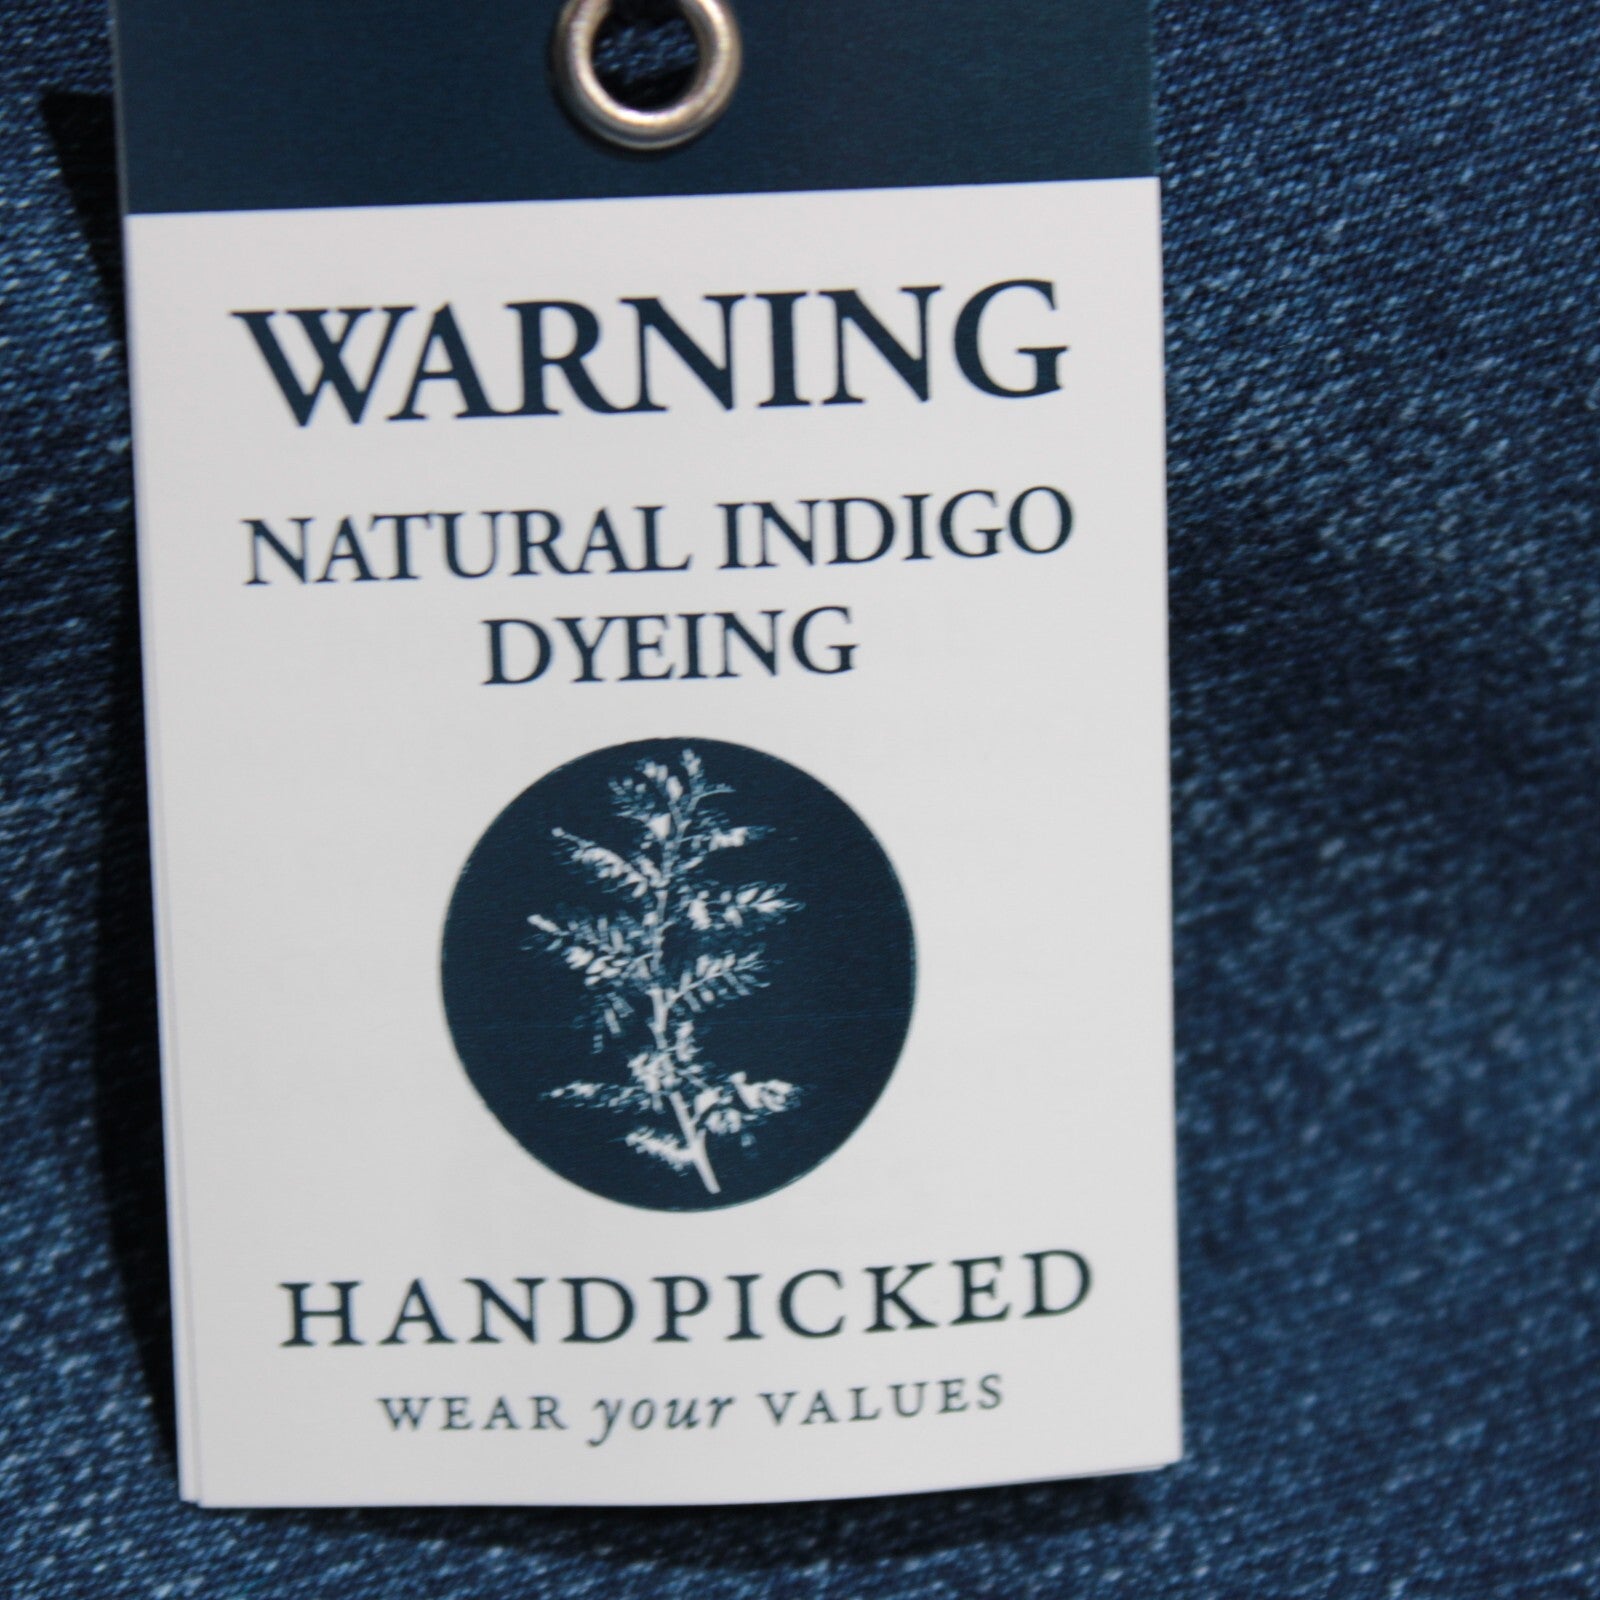 WARNING
NATURAL INDIGO
DYEING
HANDPICKED
WEAR your VALUES